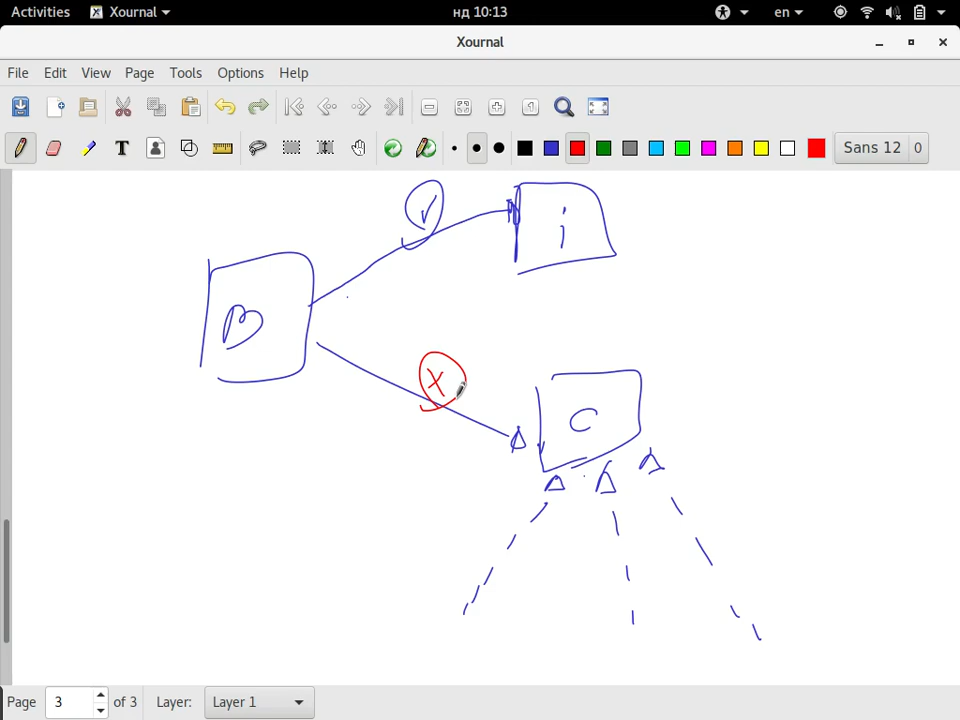 Activities Xournal нд 10:13 en
Xournal
File Edit View Page Tools Options Help
Sans 12 0
V
i
B
X
C
Page 3 of 3 Layer: Layer 1